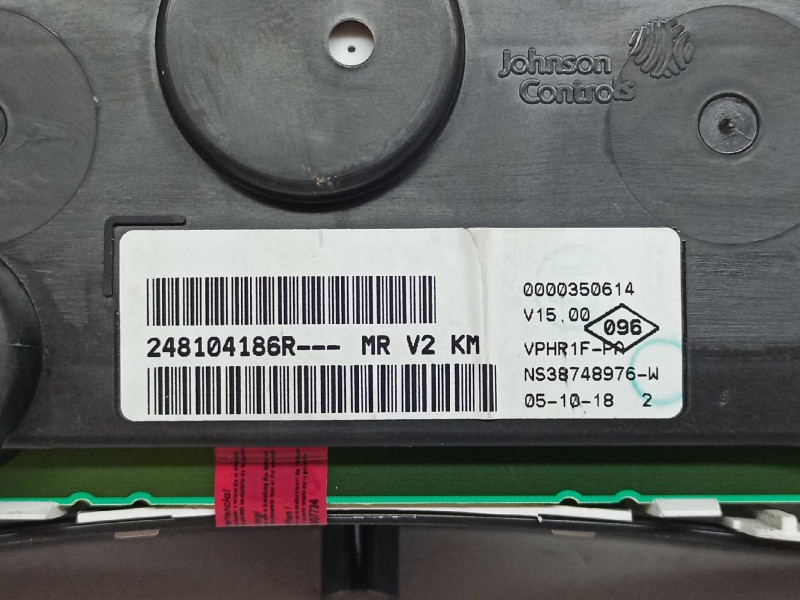 Johnson
Controls
248104186R--- MR V2 KM
0000350614
V15.00
096
VPHR1F-PA
NS38748976-W
05-10-18 2